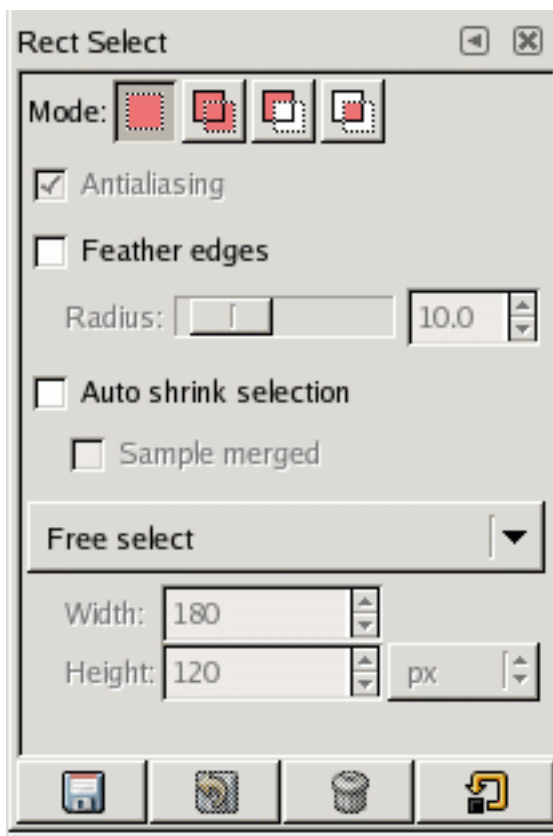 Rect Select
Mode:
Antialiasing
Feather edges
Radius: 10.0
Auto shrink selection
Sample merged
Free select
Width: 180
Height: 120 px